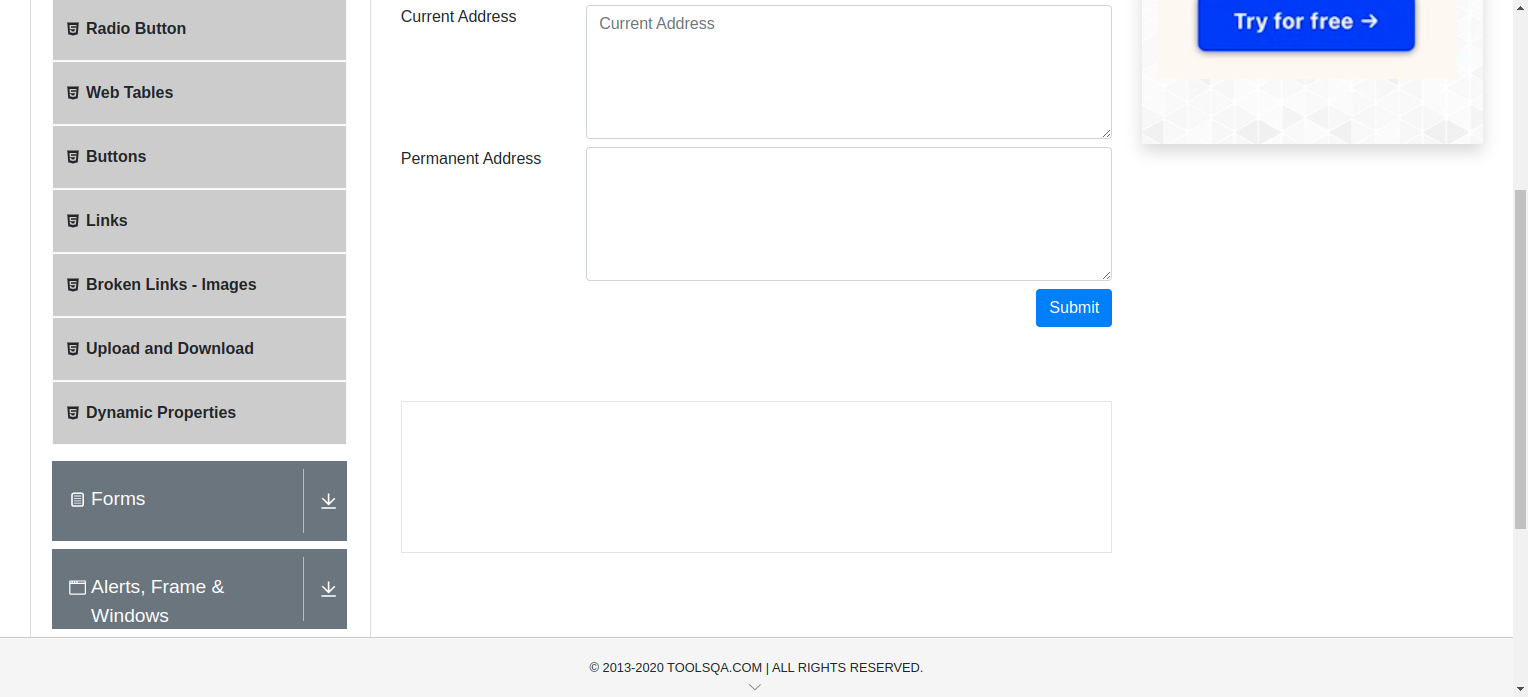 Radio Button
Web Tables
Buttons
Links
Broken Links - Images
Upload and Download
Dynamic Properties
Forms
Alerts, Frame &
Windows
Current Address
Current Address
Permanent Address
Submit
Try for free →
© 2013-2020 TOOLSQA.COM | ALL RIGHTS RESERVED.